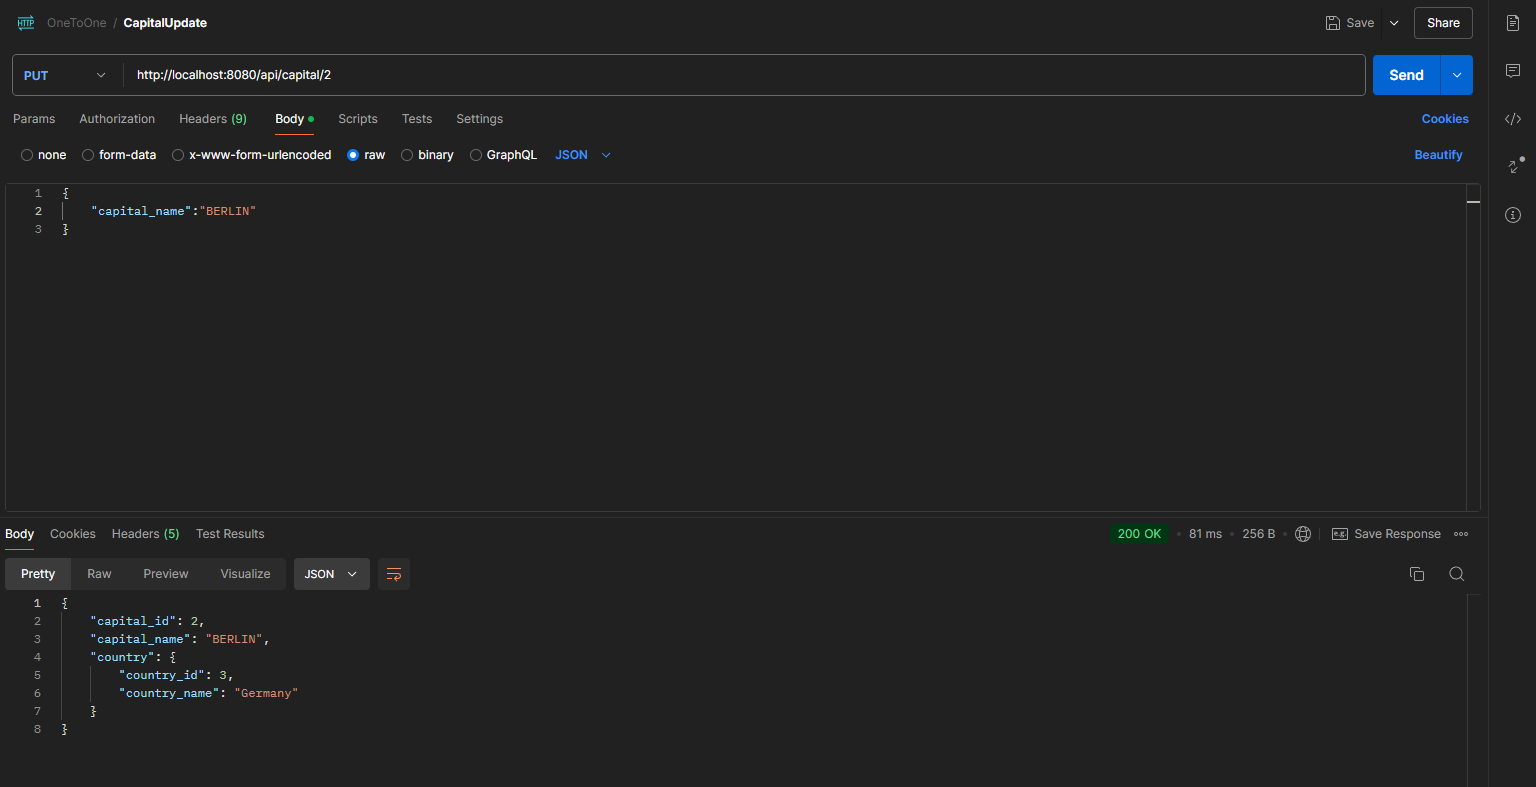 HTTP OneToOne / CapitalUpdate Save Share
PUT http://localhost:8080/api/capital/2 Send
Params Authorization Headers (9) Body Scripts Tests Settings Cookies
none form-data x-www-form-urlencoded raw binary GraphQL JSON Beautify
1 {
2 "capital_name":"BERLIN"
3 }
Body Cookies Headers (5) Test Results 200 OK 81 ms 256 B e.g. Save Response
Pretty Raw Preview Visualize JSON
1 {
2 "capital_id": 2,
3 "capital_name": "BERLIN",
4 "country": {
5 "country_id": 3,
6 "country_name": "Germany"
7 }
8 }